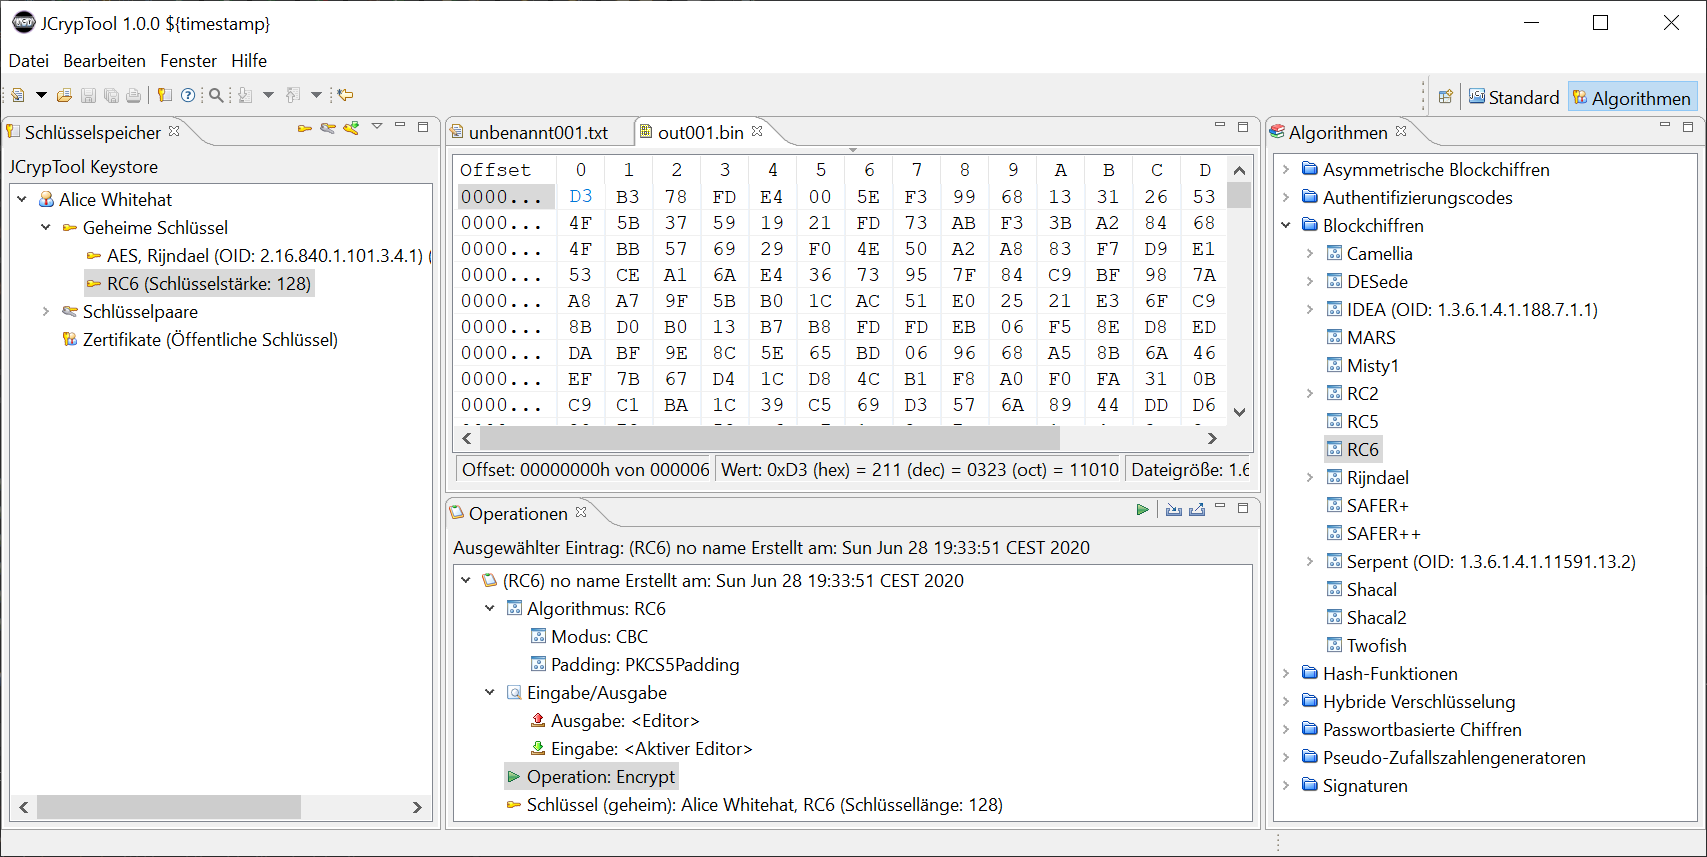 JCrypTool 1.0.0 ${timestamp}
Datei Bearbeiten Fenster Hilfe
Standard Algorithmen
Schlüsselspeicher
JCrypTool Keystore
Alice Whitehat
Geheime Schlüssel
AES, Rijndael (OID: 2.16.840.1.101.3.4.1) (
RC6 (Schlüsselstärke: 128)
Schlüsselpaare
Zertifikate (Öffentliche Schlüssel)
unbenannt001.txt out001.bin
Offset 0 1 2 3 4 5 6 7 8 9 A B C D
0000... D3 B3 78 FD E4 00 5E F3 99 68 13 31 26 53
0000... 4F 5B 37 59 19 21 FD 73 AB F3 3B A2 84 68
0000... 4F BB 57 69 29 F0 4E 50 A2 A8 83 F7 D9 E1
0000... 53 CE A1 6A E4 36 73 95 7F 84 C9 BF 98 7A
0000... A8 A7 9F 5B B0 1C AC 51 E0 25 21 E3 6F C9
0000... 8B D0 B0 13 B7 B8 FD FD EB 06 F5 8E D8 ED
0000... DA BF 9E 8C 5E 65 BD 06 96 68 A5 8B 6A 46
0000... EF 7B 67 D4 1C D8 4C B1 F8 A0 F0 FA 31 0B
0000... C9 C1 BA 1C 39 C5 69 D3 57 6A 89 44 DD D6
Offset: 00000000h von 000006 Wert: 0xD3 (hex) = 211 (dec) = 0323 (oct) = 11010 Dateigröße: 1.6
Operationen
Ausgewählter Eintrag: (RC6) no name Erstellt am: Sun Jun 28 19:33:51 CEST 2020
(RC6) no name Erstellt am: Sun Jun 28 19:33:51 CEST 2020
Algorithmus: RC6
Modus: CBC
Padding: PKCS5Padding
Eingabe/Ausgabe
Ausgabe: <Editor>
Eingabe: <Aktiver Editor>
Operation: Encrypt
Schlüssel (geheim): Alice Whitehat, RC6 (Schlüssellänge: 128)
Algorithmen
Asymmetrische Blockchiffren
Authentifizierungscodes
Blockchiffren
Camellia
DESede
IDEA (OID: 1.3.6.1.4.1.188.7.1.1)
MARS
Misty1
RC2
RC5
RC6
Rijndael
SAFER+
SAFER++
Serpent (OID: 1.3.6.1.4.1.11591.13.2)
Shacal
Shacal2
Twofish
Hash-Funktionen
Hybride Verschlüsselung
Passwortbasierte Chiffren
Pseudo-Zufallszahlengeneratoren
Signaturen